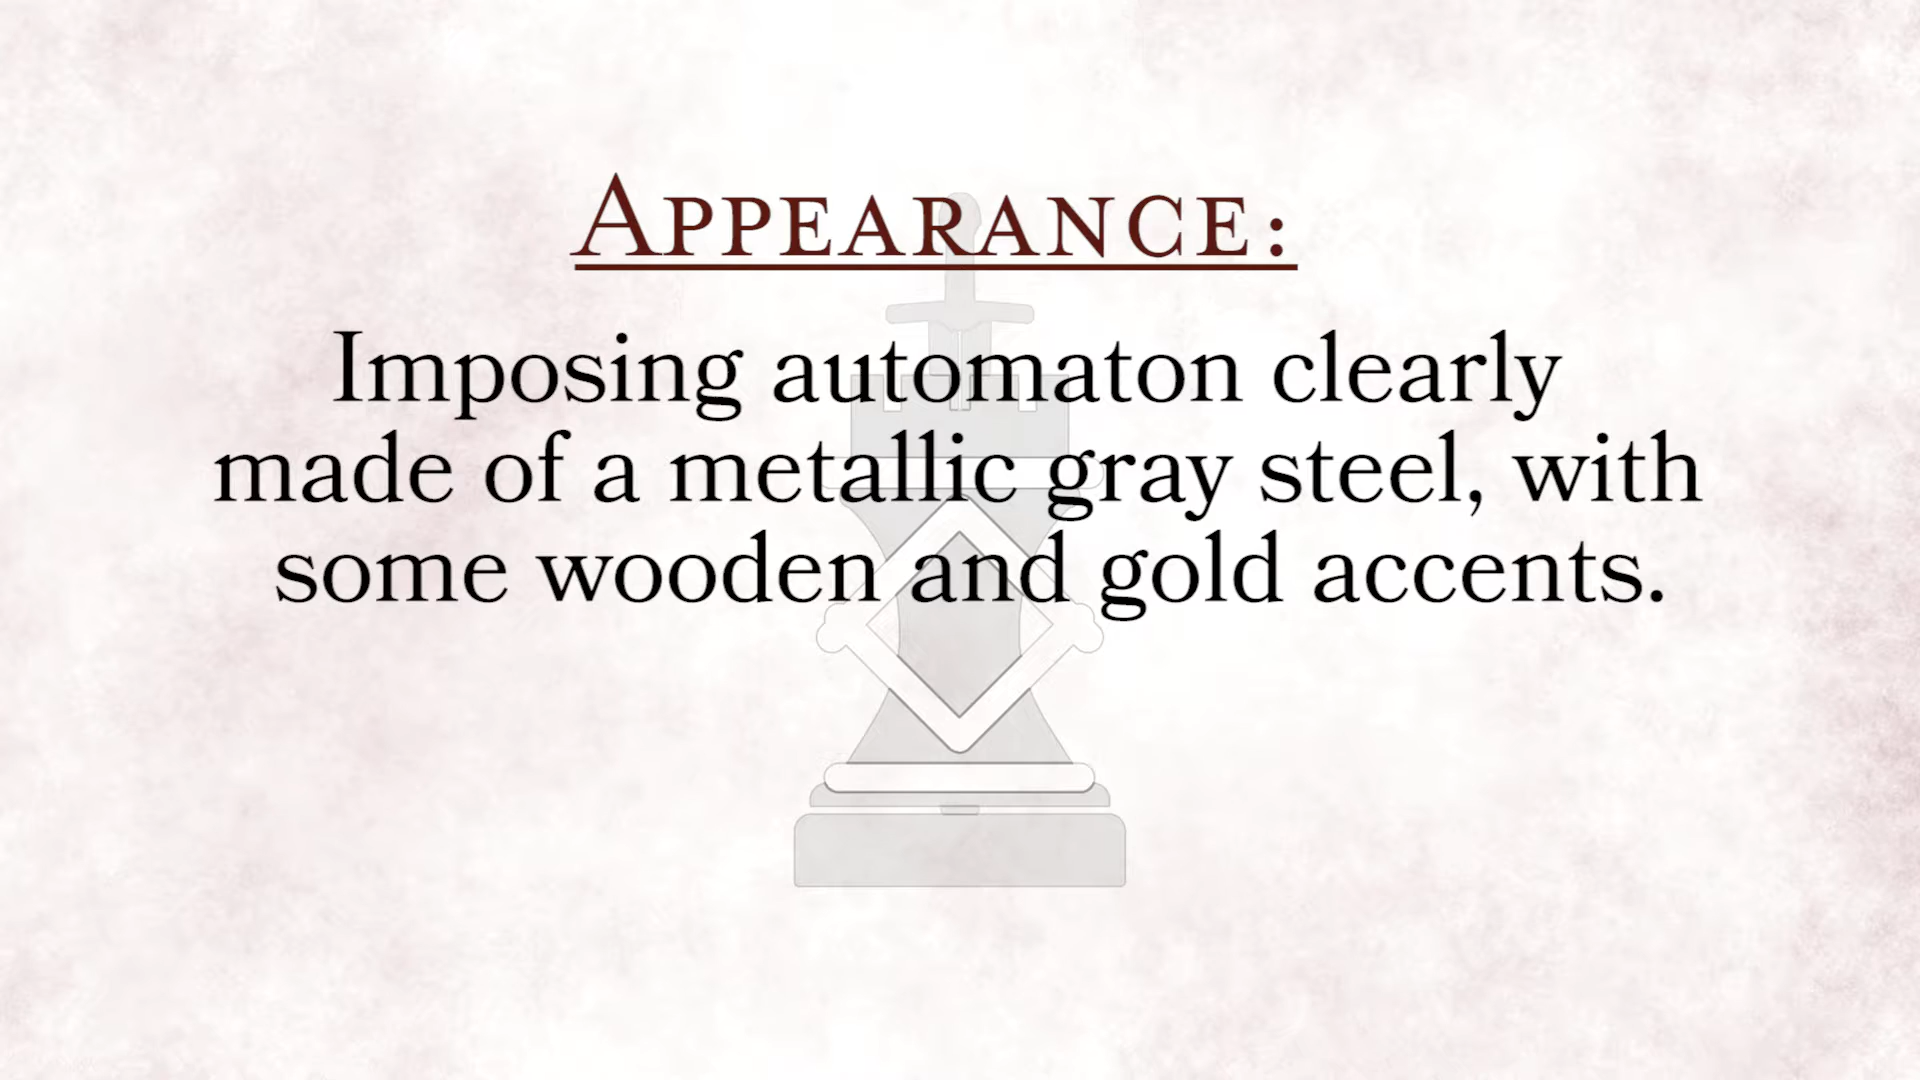 APPEARANCE:
Imposing automaton clearly
made of a metallic gray steel, with
some wooden and gold accents.